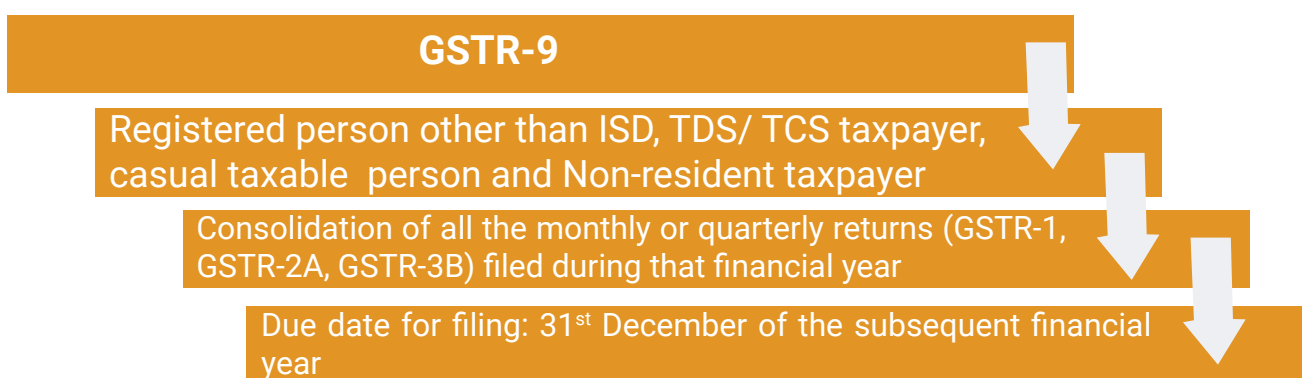 GSTR-9
Registered person other than ISD, TDS/ TCS taxpayer,
casual taxable person and Non-resident taxpayer
Consolidation of all the monthly or quarterly returns (GSTR-1,
GSTR-2A, GSTR-3B) filed during that financial year
Due date for filing: 31st December of the subsequent financial
year